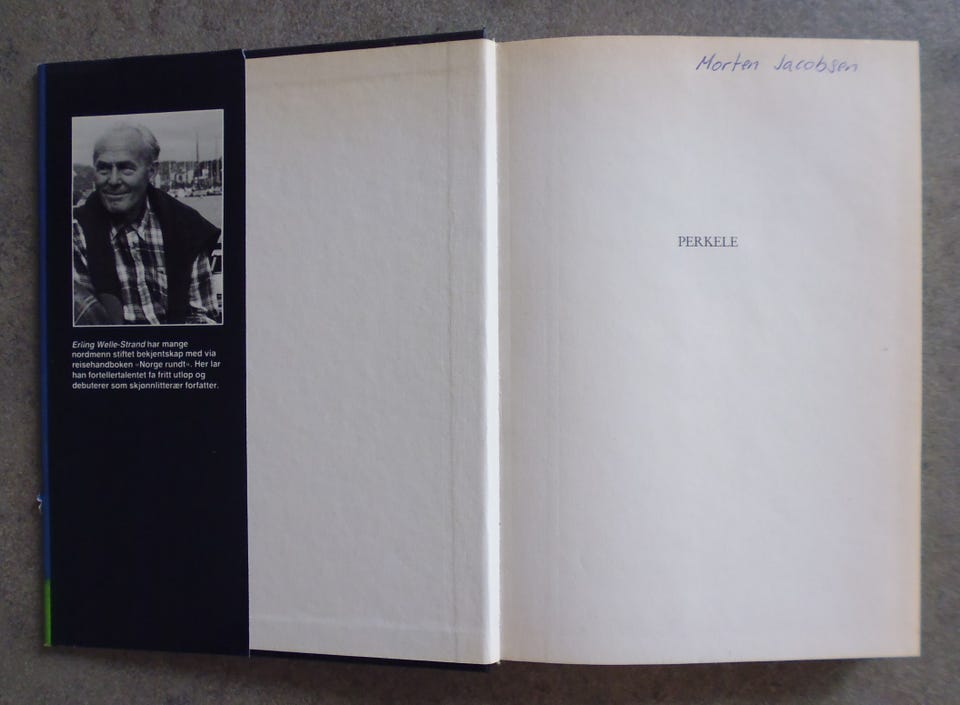 Erling Welle-Strand har mange
nordmenn stiftet bekjentskap med via
reisehandboken «Norge rundt». Her lar
han fortellertalentet få fritt utløp og
debuterer som skjønnlitterær forfatter.
Morten Jacobsen
PERKELE